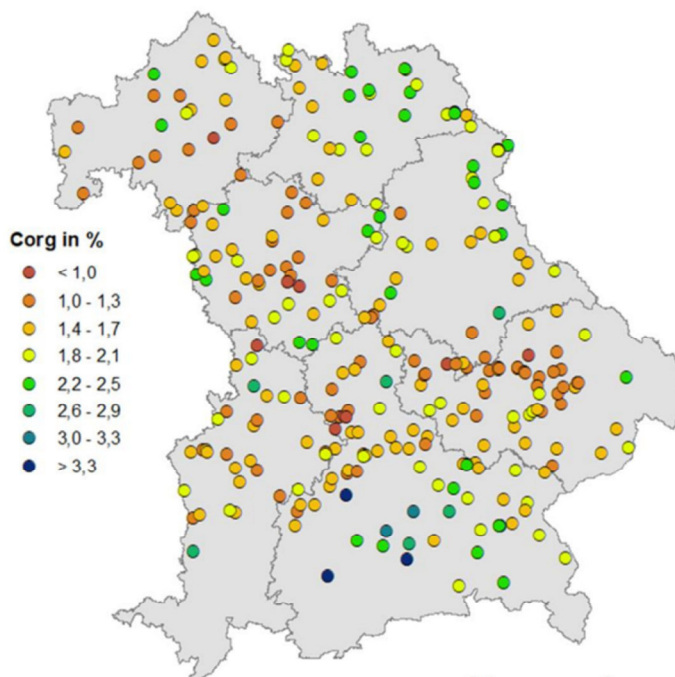 Corg in %
< 1,0
1,0 - 1,3
1,4 - 1,7
1,8 - 2,1
2,2 - 2,5
2,6 - 2,9
3,0 - 3,3
> 3,3